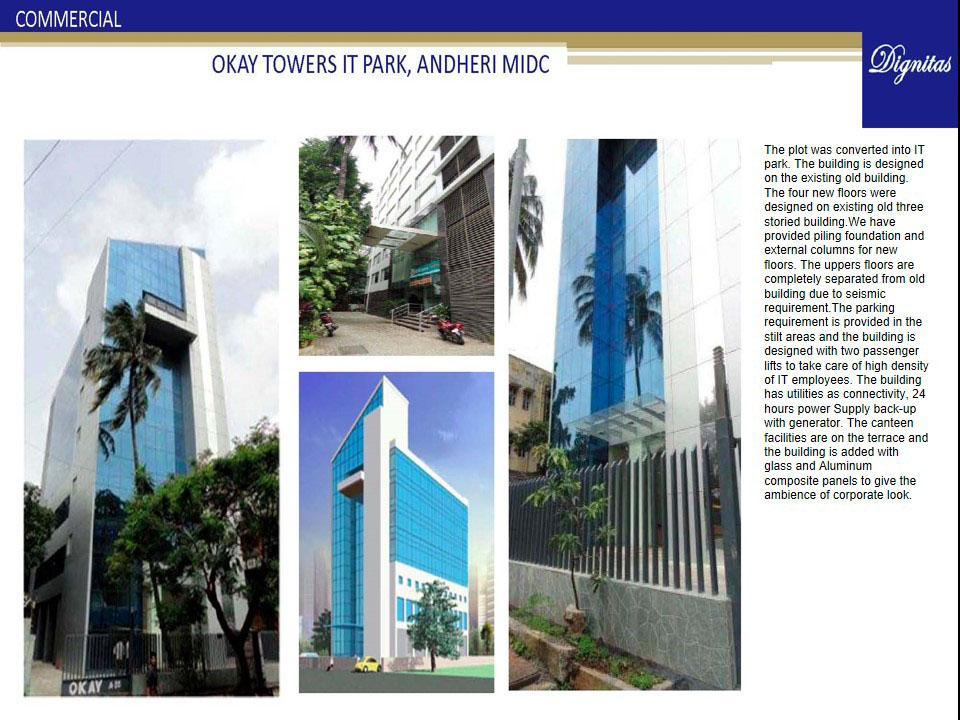 COMMERCIAL
OKAY TOWERS IT PARK, ANDHERI MIDC
Dignitas
The plot was converted into IT
park. The building is designed
on the existing old building.
The four new floors were
designed on existing old three
storied building.We have
provided piling foundation and
external columns for new
floors. The uppers floors are
completely separated from old
building due to seismic
requirement.The parking
requirement is provided in the
stilt areas and the building is
designed with two passenger
lifts to take care of high density
of IT employees. The building
has utilities as connectivity, 24
hours power Supply back-up
with generator. The canteen
facilities are on the terrace and
the building is added with
glass and Aluminum
composite panels to give the
ambience of corporate look.
OKAY